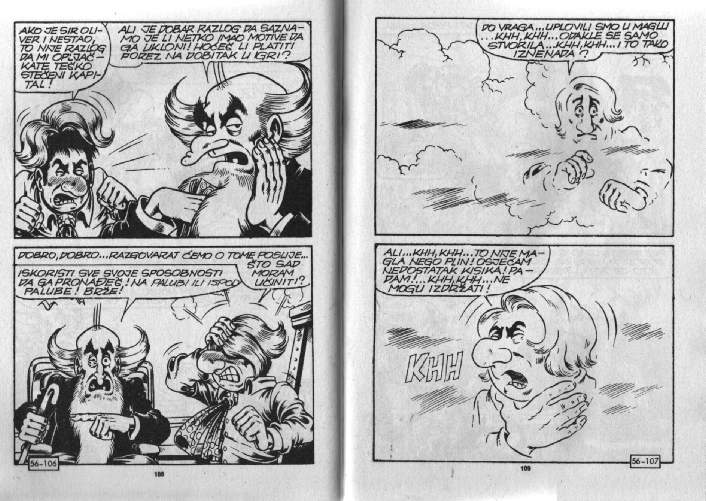 AKO JE SIR OLI-
VER I NESTAO,
TO NIJE RAZLOG
DA MI OPLJAČ-
KATE TEŠKO
STEČENI KAPI-
TAL!
ALI JE DOBAR RAZLOG DA SAZNA-
MO JE LI NETKO IMAO MOTIVE DA
GA UKLONI! HOĆEŠ LI PLATITI
POREZ NA DOBITAK U IGRI?
DOBRO, DOBRO...RAZGOVARAT ĆEMO O TOME POSLIJE...
ISKORISTI SVE SVOJE SPOSOBNOSTI
DA GA PRONAĐEŠ! NA PALUBI ILI ISPOD
PALUBE! BRŽE!
ŠTO SAD
MORAM
UČINITI!?
56-106
108
DO VRAGA...UPLOVILI SMO U MAGLU
...KHH, KHH...ODAKLE SE SAMO
STVORILA...KHH, KHH...I TO TAKO
IZNENADA?
ALI...KHH, KHH...TO NIJE MA-
GLA NEGO PLIN! OSJEĆAM
NEDOSTATAK KISIKA! PA-
DAM!...KHH, KHH...NE
MOGU IZDRŽATI!
KHH
109
56-107